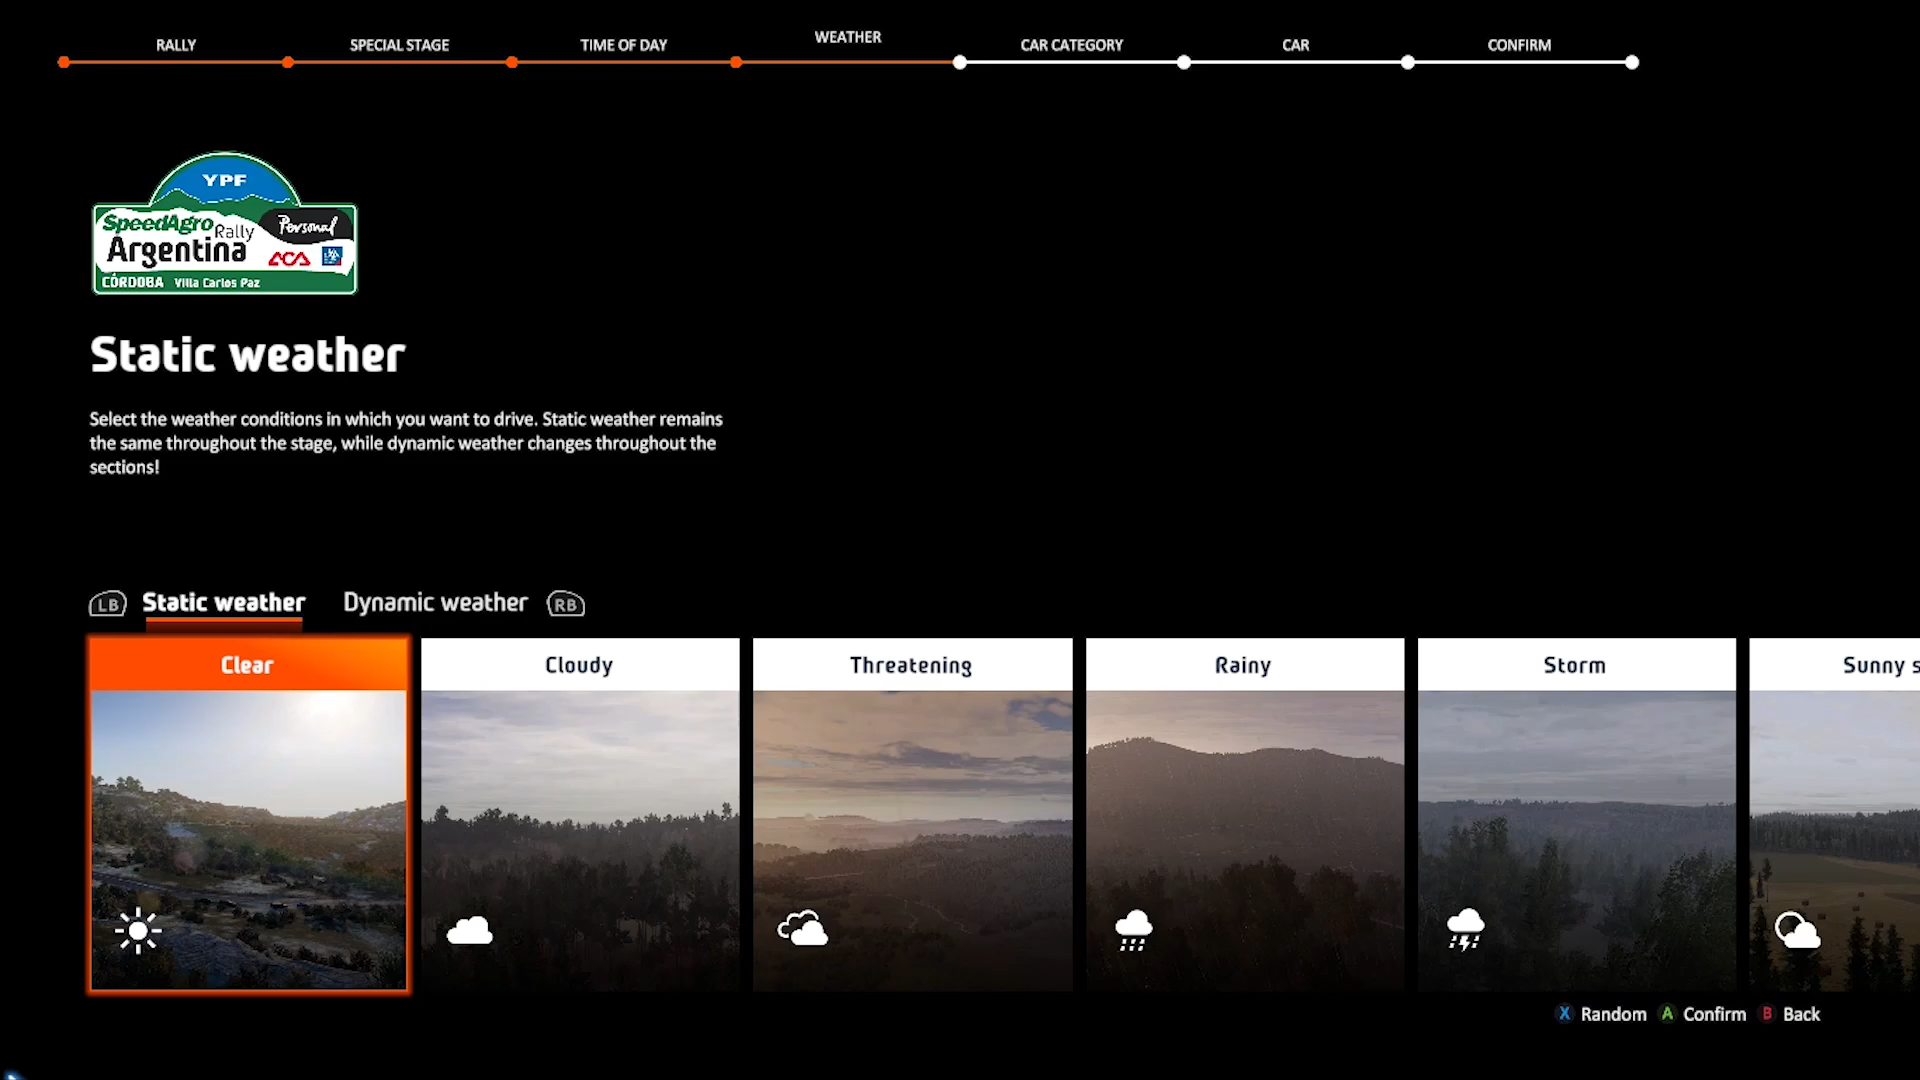 RALLY SPECIAL STAGE TIME OF DAY WEATHER CAR CATEGORY CAR CONFIRM
YPF
SpeedAgro Rally Personal
Argentina ACA
CÓRDOBA Villa Carlos Paz
Static weather
Select the weather conditions in which you want to drive. Static weather remains
the same throughout the stage, while dynamic weather changes throughout the
sections!
LB Static weather Dynamic weather RB
Clear Cloudy Threatening Rainy Storm Sunny s
X Random A Confirm B Back